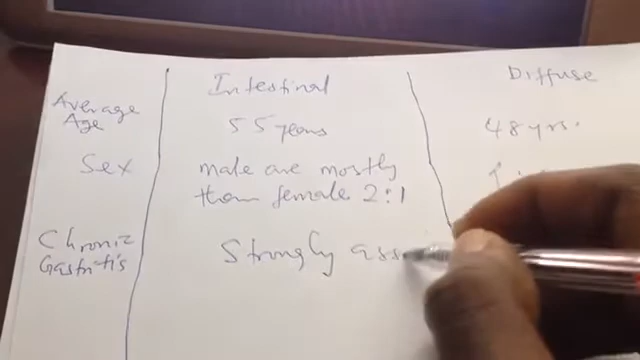 Intestinal
Diffuse
Average
Age
55 years
48 yrs.
Sex
male are mostly
than female 2:1
Chronic
Gastritis
Strongly ass